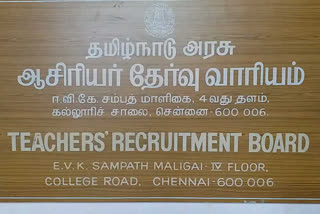 தமிழ்நாடு அரசு
ஆசிரியர் தேர்வு வாரியம்
ஈ.வி.கே. சம்பத் மாளிகை, 4வது தளம்,
கல்லூரிச் சாலை, சென்னை-600 006.
TEACHERS' RECRUITMENT BOARD
E.V.K. SAMPATH MALIGAI - IV FLOOR,
COLLEGE ROAD, CHENNAI-600 006